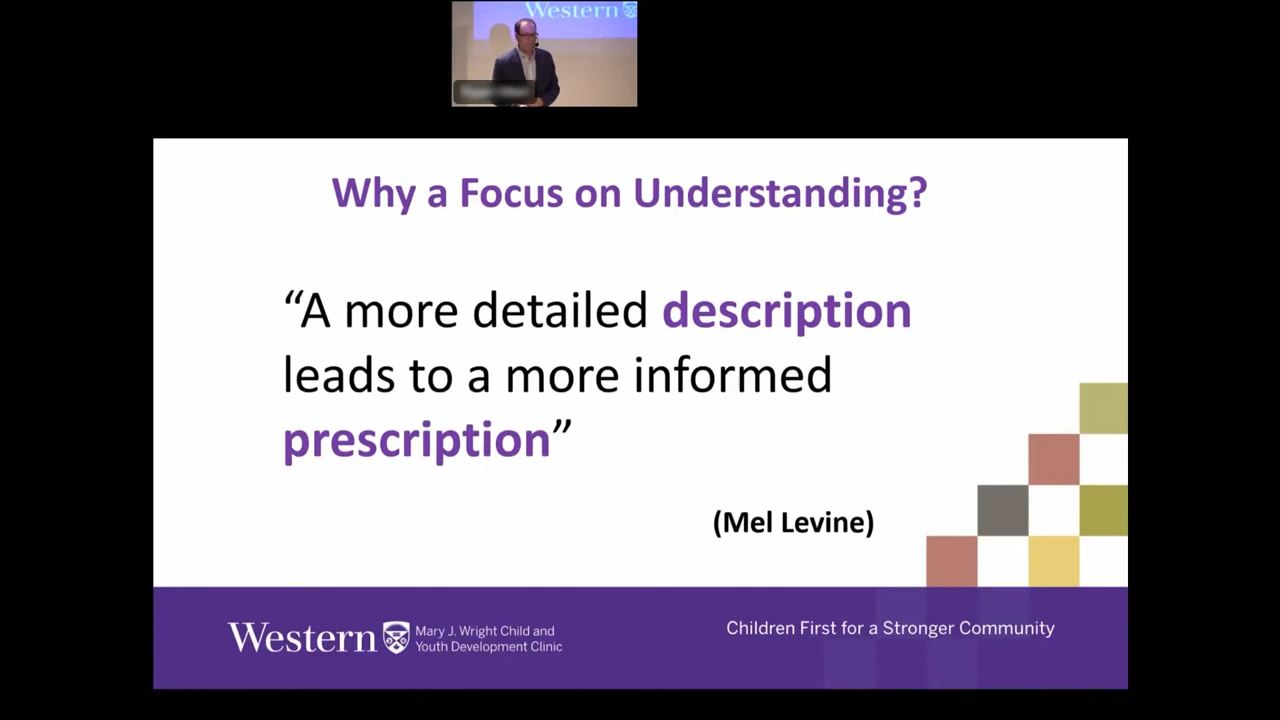 Western
Why a Focus on Understanding?
“A more detailed description
leads to a more informed
prescription”
(Mel Levine)
Western
Mary J. Wright Child and
Youth Development Clinic
Children First for a Stronger Community